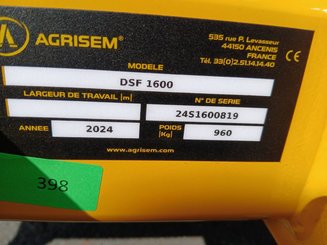 AGRISEM®
535 rue P. Levasseur
44150 ANCENIS
FRANCE
Tél. 33(0)2.51.14.14.40
MODELE
DSF 1600
LARGEUR DE TRAVAIL [m]
N° DE SERIE
24S1600819
ANNEE
2024
POIDS
[Kg]
960
www.agrisem.com
398